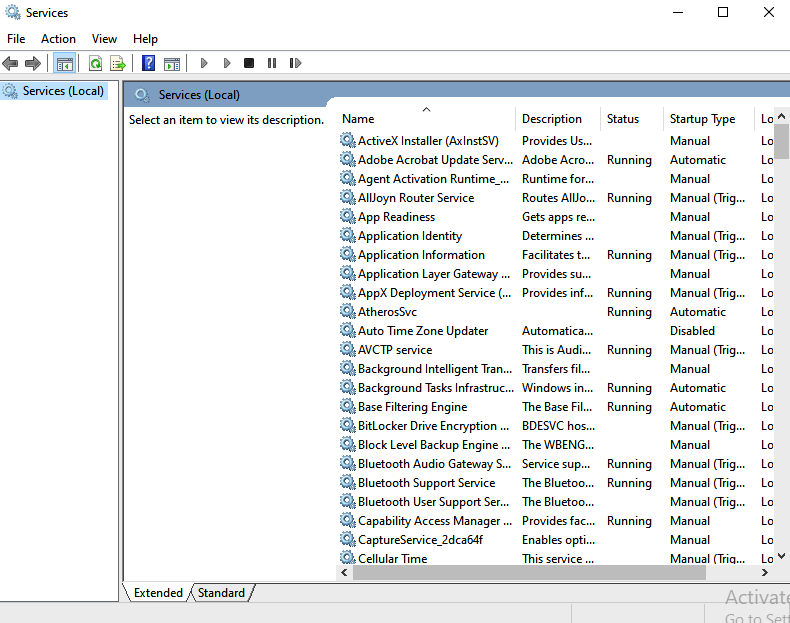 Services
File Action View Help
Services (Local)
Services (Local)
Select an item to view its description.
Name Description Status Startup Type Lo
ActiveX Installer (AxInstSV) Provides Us... Manual Lo
Adobe Acrobat Update Serv... Adobe Acro... Running Automatic Lo
Agent Activation Runtime_... Runtime for... Manual Lo
AllJoyn Router Service Routes AllJo... Running Manual (Trig... Lo
App Readiness Gets apps re... Manual Lo
Application Identity Determines ... Manual (Trig... Lo
Application Information Facilitates t... Running Manual (Trig... Lo
Application Layer Gateway ... Provides su... Manual Lo
AppX Deployment Service (... Provides inf... Running Manual (Trig... Lo
AtherosSvc Running Automatic Lo
Auto Time Zone Updater Automatica... Disabled Lo
AVCTP service This is Audi... Running Manual (Trig... Lo
Background Intelligent Tran... Transfers fil... Manual Lo
Background Tasks Infrastruc... Windows in... Running Automatic Lo
Base Filtering Engine The Base Fil... Running Automatic Lo
BitLocker Drive Encryption ... BDESVC hos... Manual (Trig... Lo
Block Level Backup Engine ... The WBENG... Manual Lo
Bluetooth Audio Gateway S... Service sup... Running Manual (Trig... Lo
Bluetooth Support Service The Bluetoo... Running Manual (Trig... Lo
Bluetooth User Support Ser... The Bluetoo... Manual (Trig... Lo
Capability Access Manager ... Provides fac... Running Manual Lo
CaptureService_2dca64f Enables opti... Manual Lo
Cellular Time This service ... Manual (Trig... Lo
Extended Standard
Activate
Go to Sett